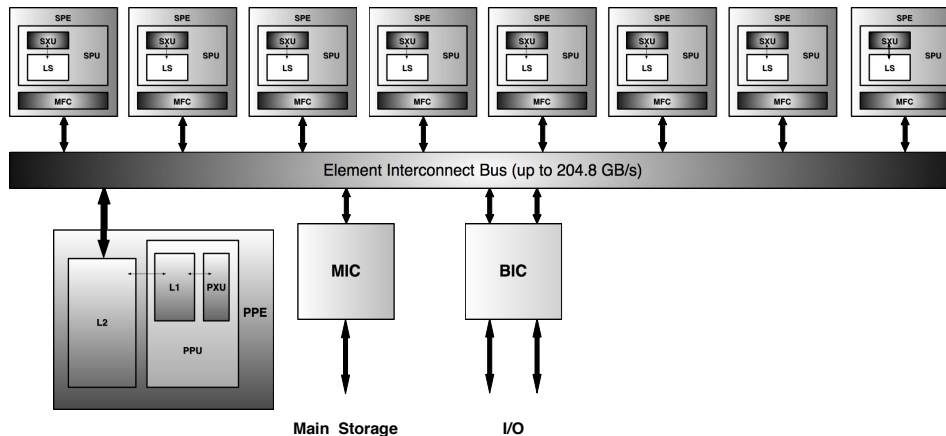 SPE SPE SPE SPE SPE SPE SPE SPE
SXU SXU SXU SXU SXU SXU SXU SXU
SPU SPU SPU SPU SPU SPU SPU SPU
LS LS LS LS LS LS LS LS
MFC MFC MFC MFC MFC MFC MFC MFC
Element Interconnect Bus (up to 204.8 GB/s)
L2
L1
PXU
PPU
PPE
MIC
BIC
Main Storage
I/O